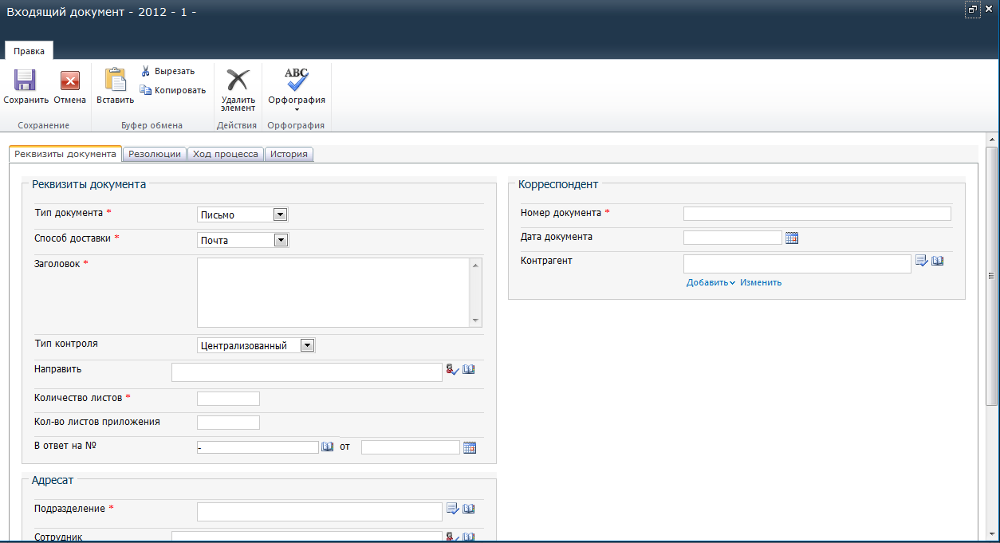 Входящий документ - 2012 - 1 -
Правка
Сохранить
Отмена
Вставить
Вырезать
Копировать
Удалить
элемент
ABC
Орфография
Сохранение
Буфер обмена
Действия
Орфография
Реквизиты документа
Резолюции
Ход процесса
История
Реквизиты документа
Тип документа *
Письмо
Способ доставки *
Почта
Заголовок *
Тип контроля
Централизованный
Направить
Количество листов *
Кол-во листов приложения
В ответ на №
-
от
Корреспондент
Номер документа *
Дата документа
Контрагент
Добавить
Изменить
Адресат
Подразделение *
Сотрудник